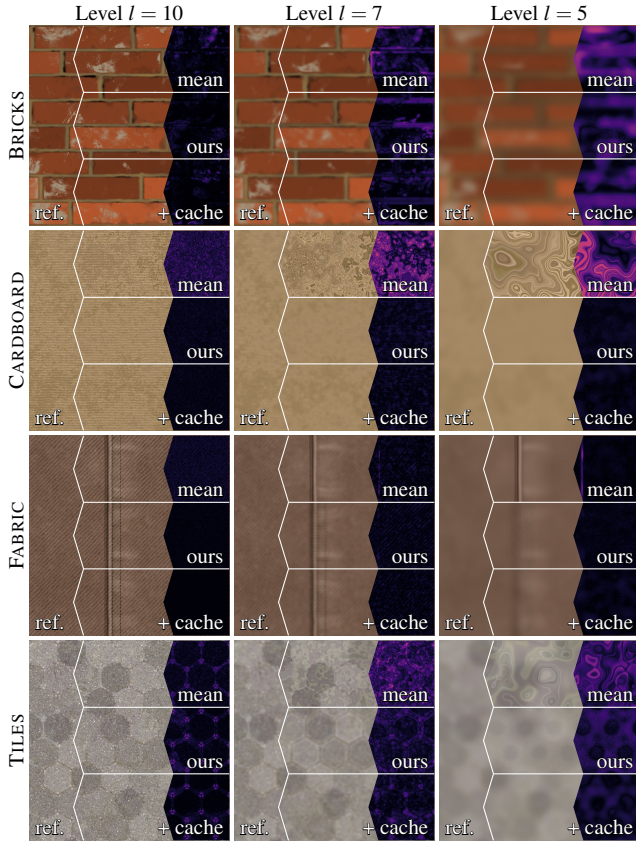 Level l = 10 Level l = 7 Level l = 5
BRICKS
mean mean mean
ours ours ours
ref. + cache ref. + cache ref. + cache
CARDBOARD
mean mean mean
ours ours ours
ref. + cache ref. + cache ref. + cache
FABRIC
mean mean mean
ours ours ours
ref. + cache ref. + cache ref. + cache
TILES
mean mean mean
ours ours ours
ref. + cache ref. + cache ref. + cache